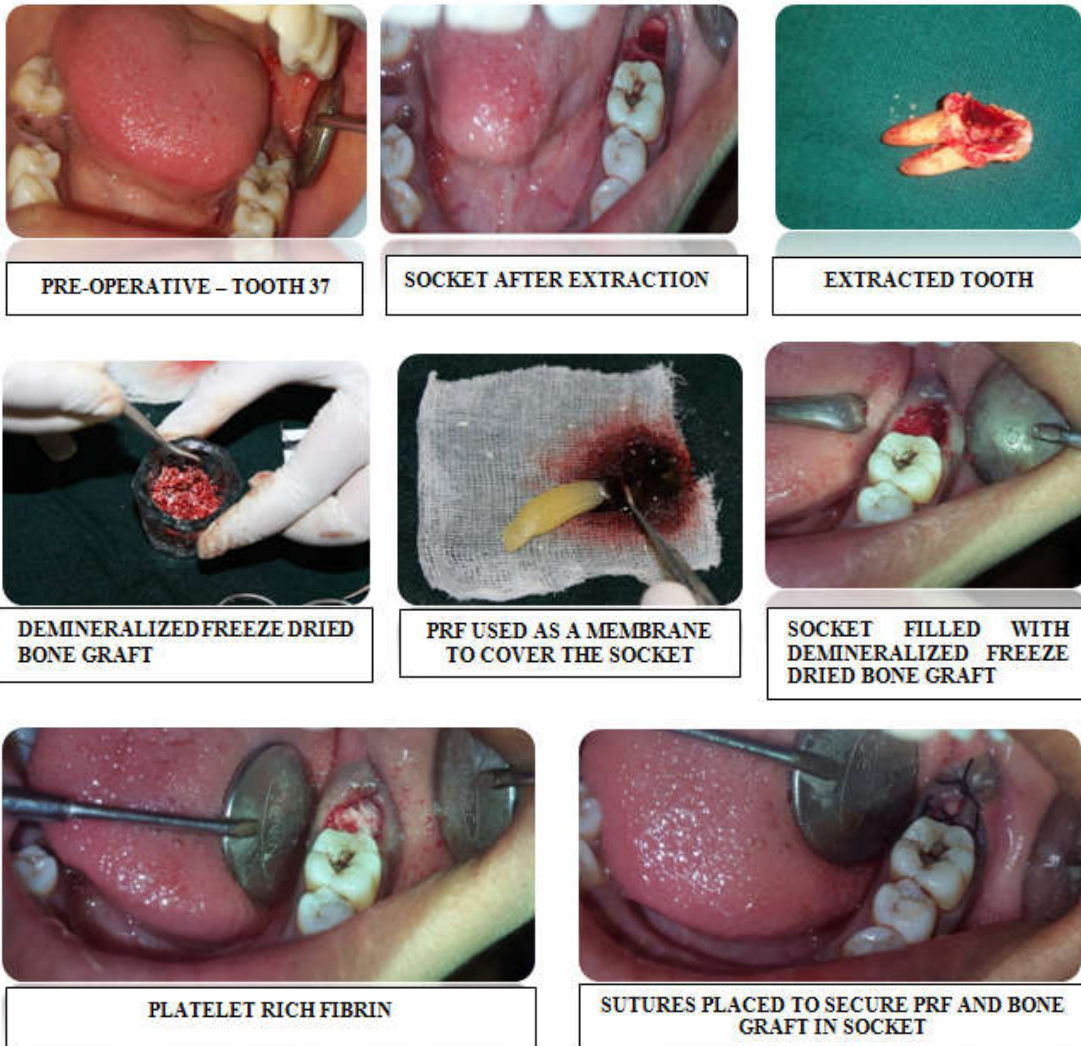 PRE-OPERATIVE – TOOTH 37
SOCKET AFTER EXTRACTION
EXTRACTED TOOTH
DEMINERALIZED FREEZE DRIED
BONE GRAFT
PRF USED AS A MEMBRANE
TO COVER THE SOCKET
SOCKET FILLED WITH
DEMINERALIZED FREEZE
DRIED BONE GRAFT
PLATELET RICH FIBRIN
SUTURES PLACED TO SECURE PRF AND BONE
GRAFT IN SOCKET